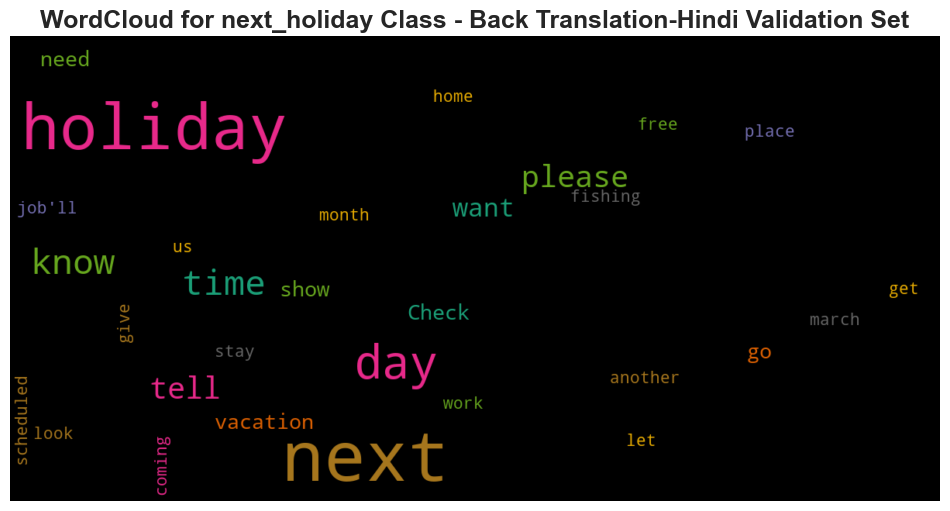 WordCloud for next_holiday Class - Back Translation-Hindi Validation Set
need
home
holiday
free
place
please
fishing
job'll
month
want
us
know
time
show
get
give
Check
march
stay
day
go
another
tell
scheduled
work
look
vacation
let
coming
next